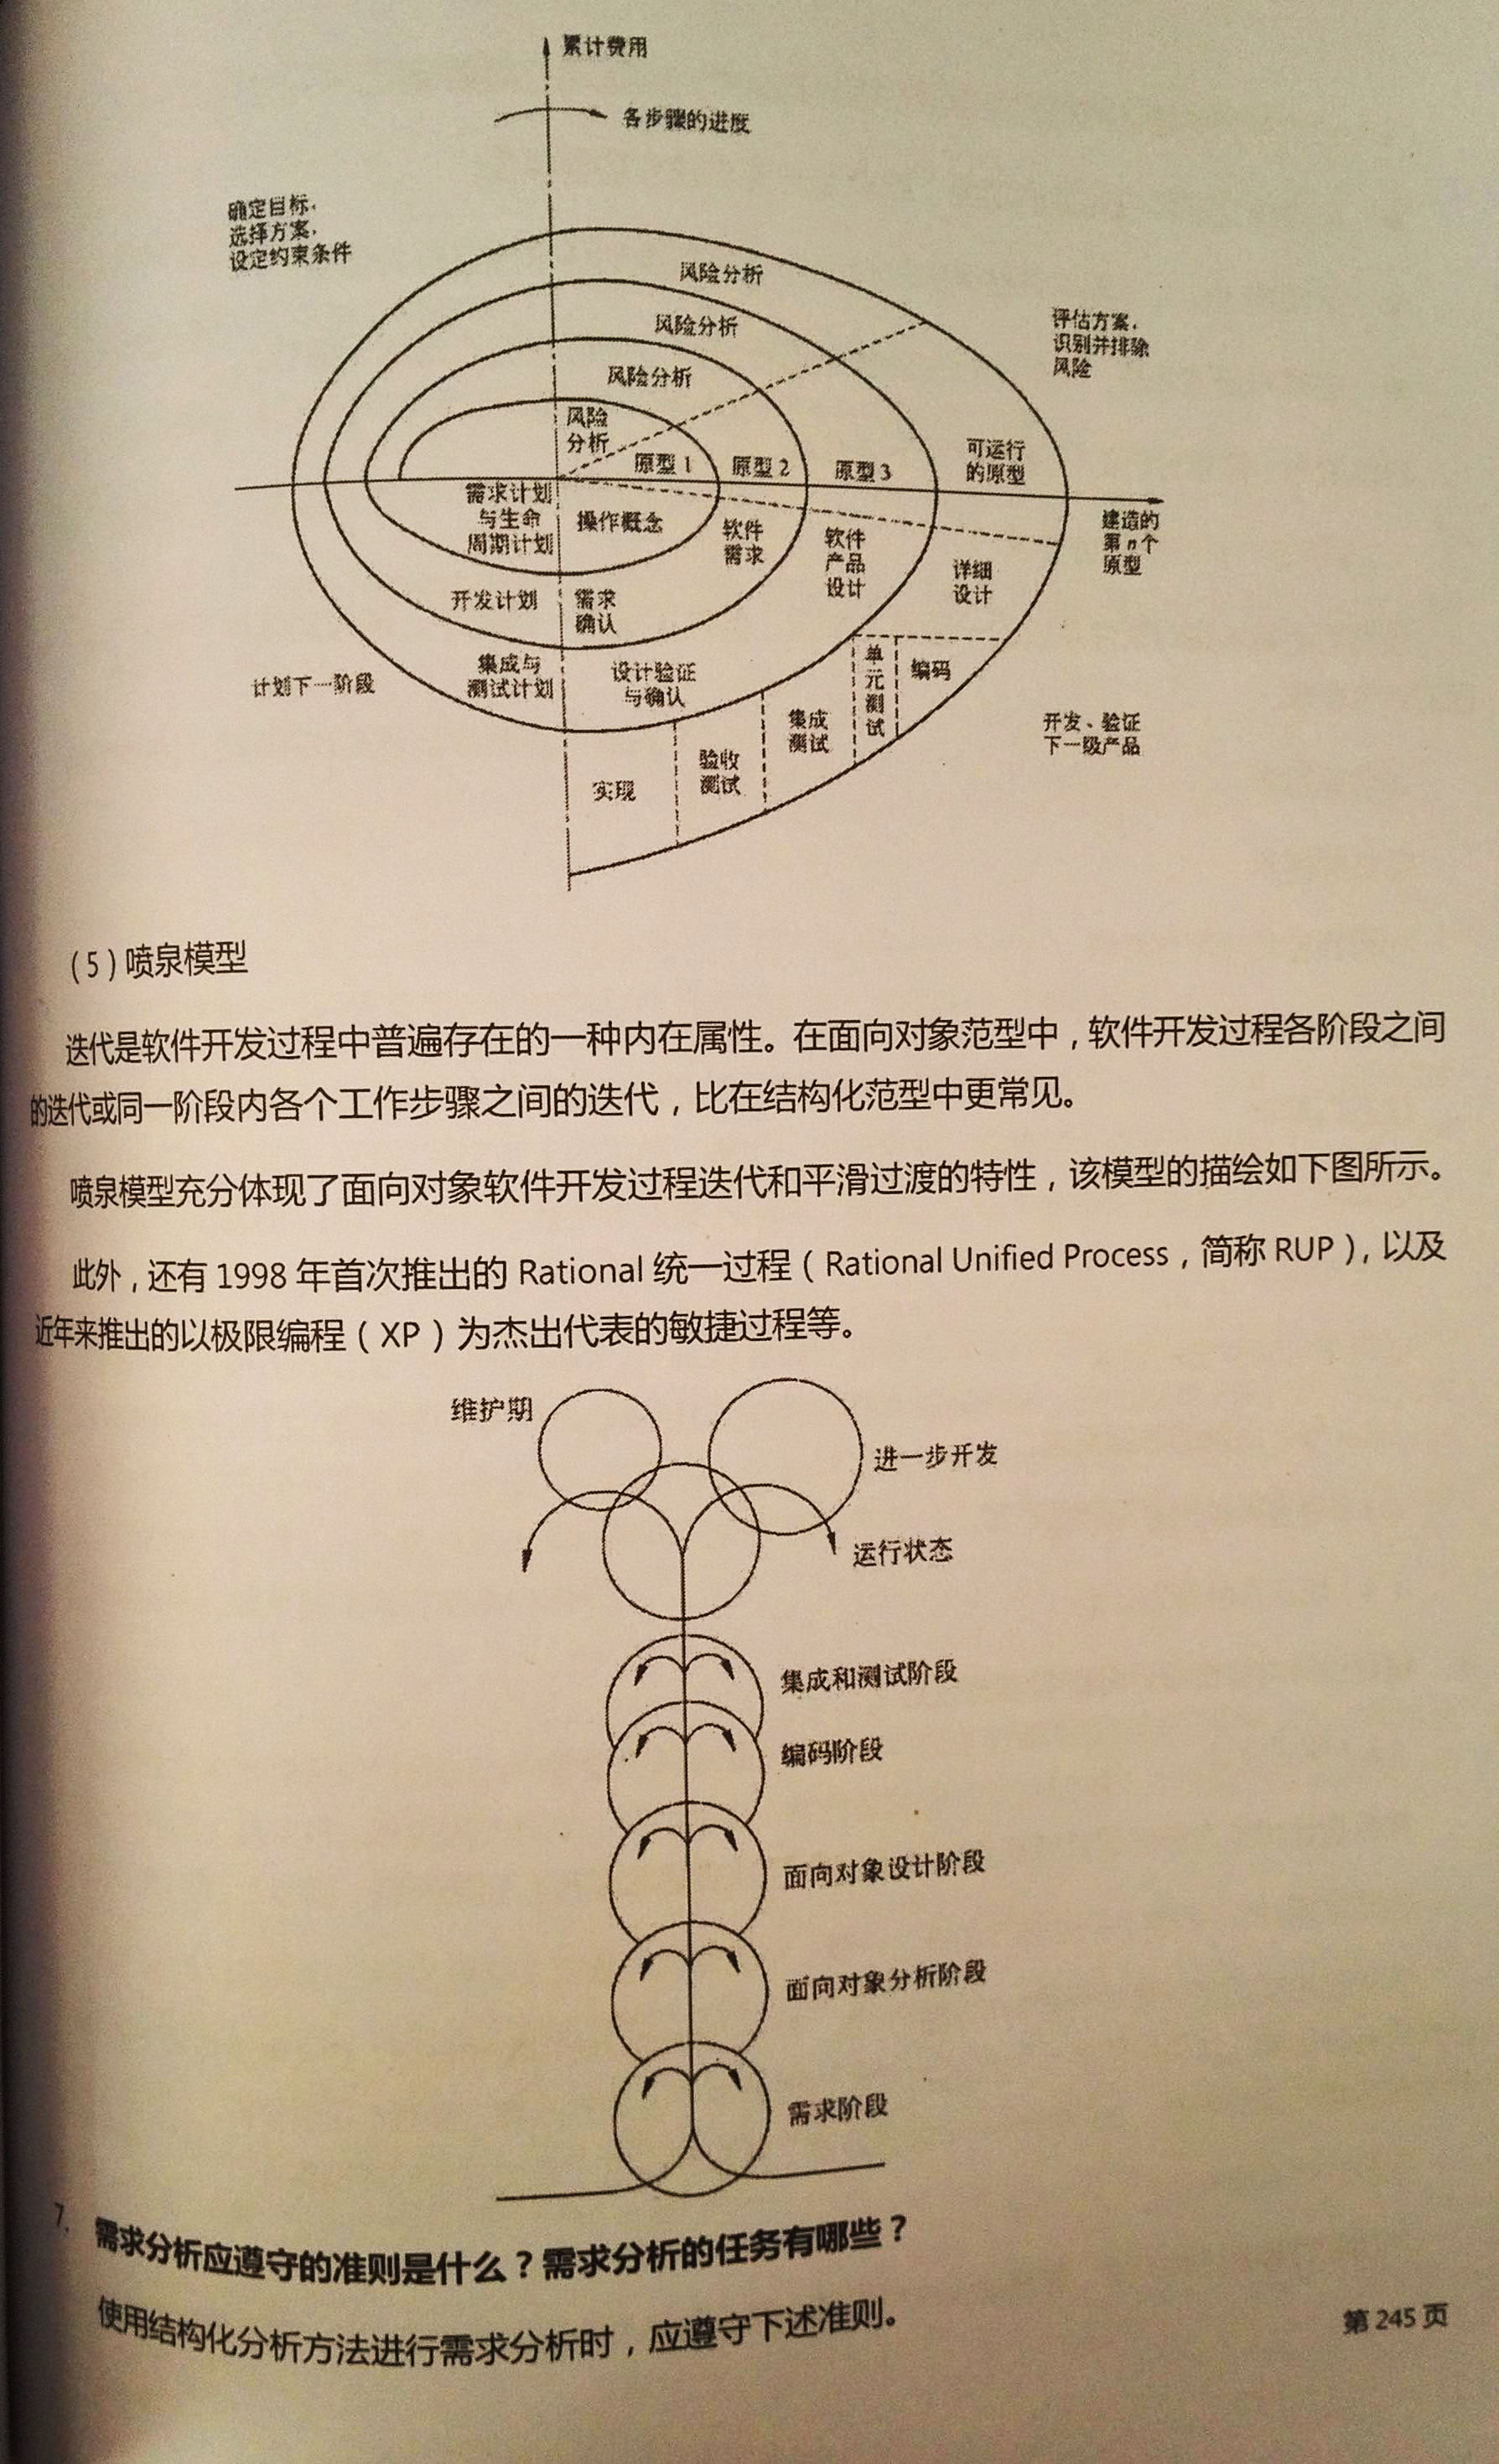 累计费用
各步骤的进度
确定目标,
选择方案,
设定约束条件
风险分析
风险分析
评估方案,
识别并排除
风险
风险分析
风险
分析
原型1
原型2
原型3
可运行
的原型
需求计划
与生命
周期计划
操作概念
软件
需求
软件
产品
设计
详细
设计
建造的
第n个
原型
开发计划
需求
确认
集成与
测试计划
设计验证
与确认
单
元
测
试
编码
计划下一阶段
集成
测试
开发、验证
下一级产品
验收
测试
实现
(5)喷泉模型
迭代是软件开发过程中普遍存在的一种内在属性。在面向对象范型中,软件开发过程各阶段之间
的迭代或同一阶段内各个工作步骤之间的迭代,比在结构化范型中更常见。
喷泉模型充分体现了面向对象软件开发过程迭代和平滑过渡的特性,该模型的描绘如下图所示。
此外,还有1998年首次推出的Rational统一过程(Rational Unified Process,简称RUP),以及
近年来推出的以极限编程(XP)为杰出代表的敏捷过程等。
维护期
进一步开发
运行状态
集成和测试阶段
编码阶段
面向对象设计阶段
面向对象分析阶段
需求阶段
7. 需求分析应遵守的准则是什么?需求分析的任务有哪些?
使用结构化分析方法进行需求分析时,应遵守下述准则。
第245页